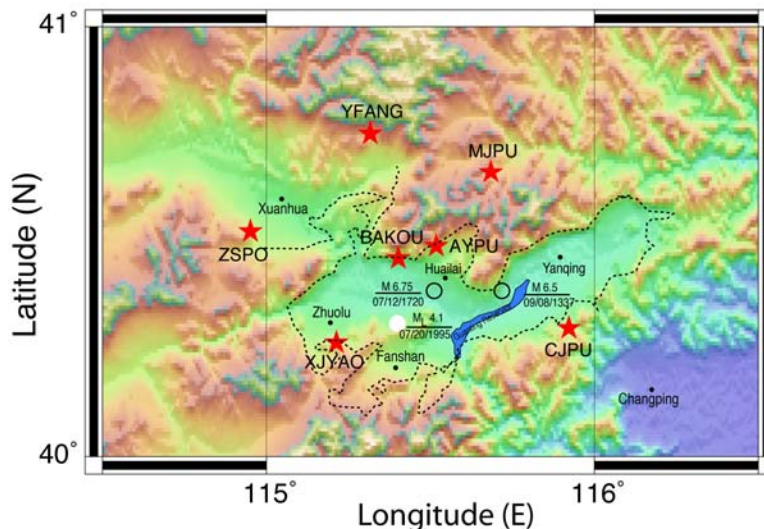 41°
YFANG
MJPU
Xuanhua
ZSPO
BAKOU
AYPU
Huailai
Yanqing
M 6.75
07/12/1720
M 6.5
09/08/1337
Zhuolu
ML 4.1
07/20/1995
XJYAO
Fanshan
CJPU
Changping
40°
115°
116°
Latitude (N)
Longitude (E)